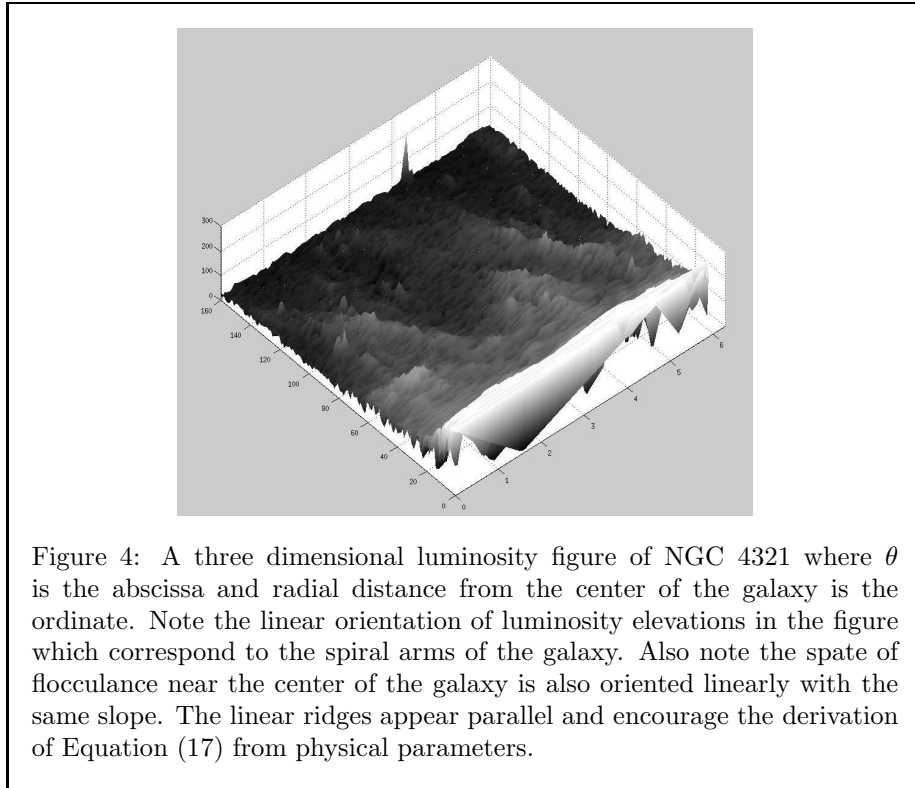 300
200
100
0
160
140
120
100
80
60
40
20
0
0
1
2
3
4
5
6
Figure 4: A three dimensional luminosity figure of NGC 4321 where θ
is the abscissa and radial distance from the center of the galaxy is the
ordinate. Note the linear orientation of luminosity elevations in the figure
which correspond to the spiral arms of the galaxy. Also note the spate of
flocculance near the center of the galaxy is also oriented linearly with the
same slope. The linear ridges appear parallel and encourage the derivation
of Equation (17) from physical parameters.